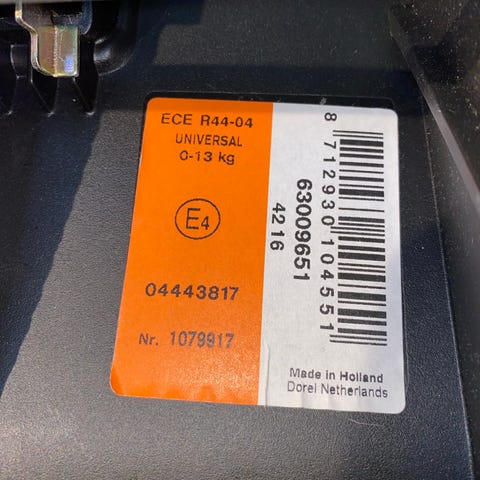 ECE R44-04
UNIVERSAL
0-13 kg
E4
04443817
Nr. 1079917
8 712930 104551
63009651
4216
Made in Holland
Dorel Netherlands